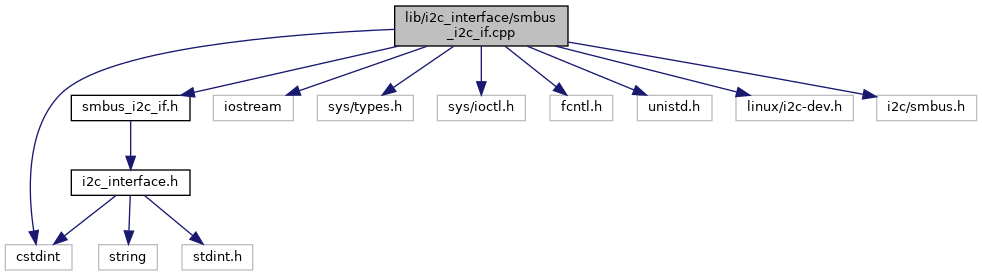 lib/i2c_interface/smbus
_i2c_if.cpp
smbus_i2c_if.h
iostream
sys/types.h
sys/ioctl.h
fcntl.h
unistd.h
linux/i2c-dev.h
i2c/smbus.h
i2c_interface.h
cstdint
string
stdint.h